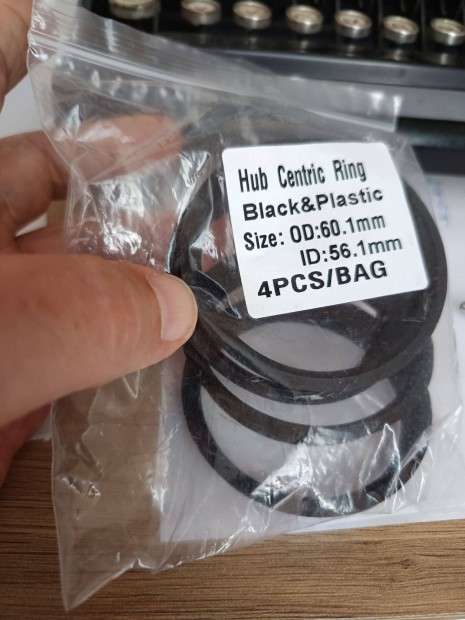 Hub Centric Ring
Black&Plastic
Size: OD:60.1mm
ID:56.1mm
4PCS/BAG